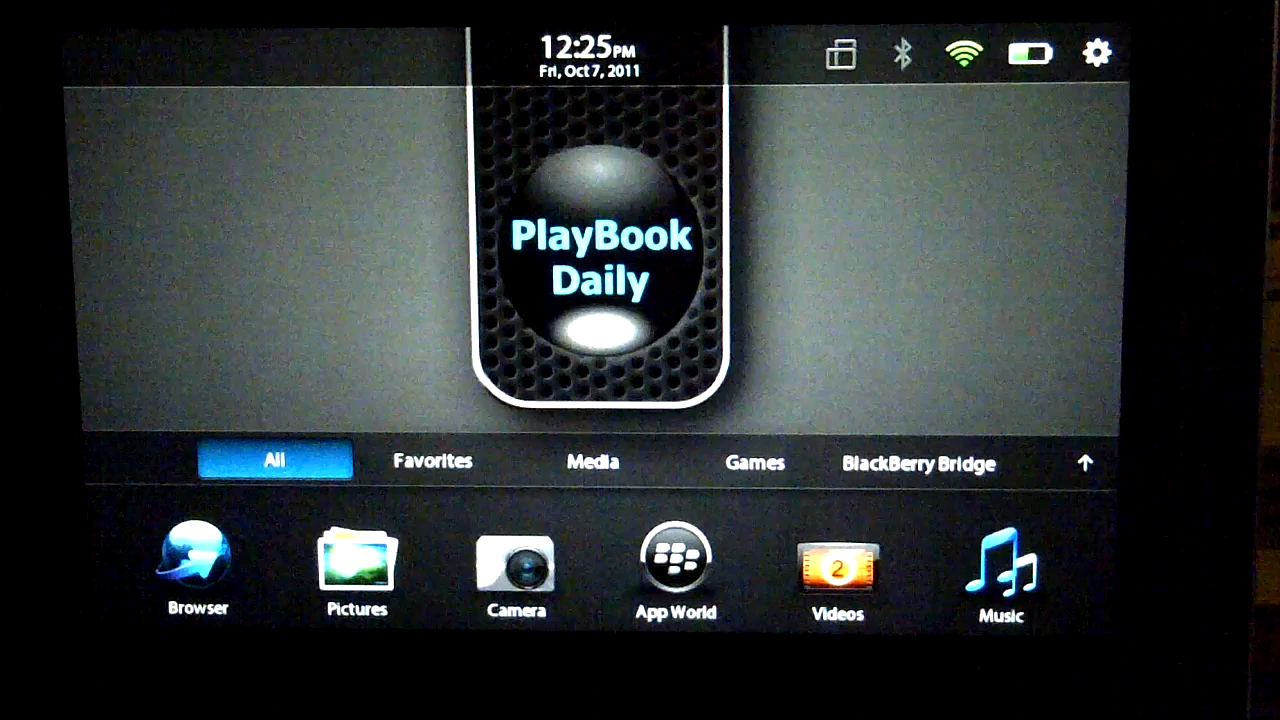 12:25PM
Fri, Oct 7, 2011
PlayBook
Daily
All Favorites Media Games BlackBerry Bridge
2
Browser Pictures Camera App World Videos Music